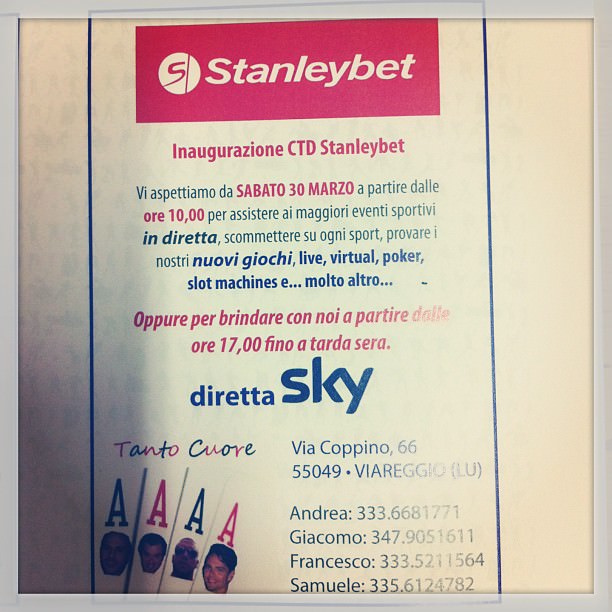 Stanleybet
Inaugurazione CTD Stanleybet
Vi aspettiamo da SABATO 30 MARZO a partire dalle
ore 10,00 per assistere ai maggiori eventi sportivi
in diretta, scommettere su ogni sport, provare i
nostri nuovi giochi, live, virtual, poker,
slot machines e... molto altro...
Oppure per brindare con noi a partire dalle
ore 17,00 fino a tarda sera.
diretta sky
Tanto Cuore
Via Coppino, 66
55049 • VIAREGGIO (LU)
A A A A
Andrea: 333.6681771
Giacomo: 347.9051611
Francesco: 333.5211564
Samuele: 335.6124782